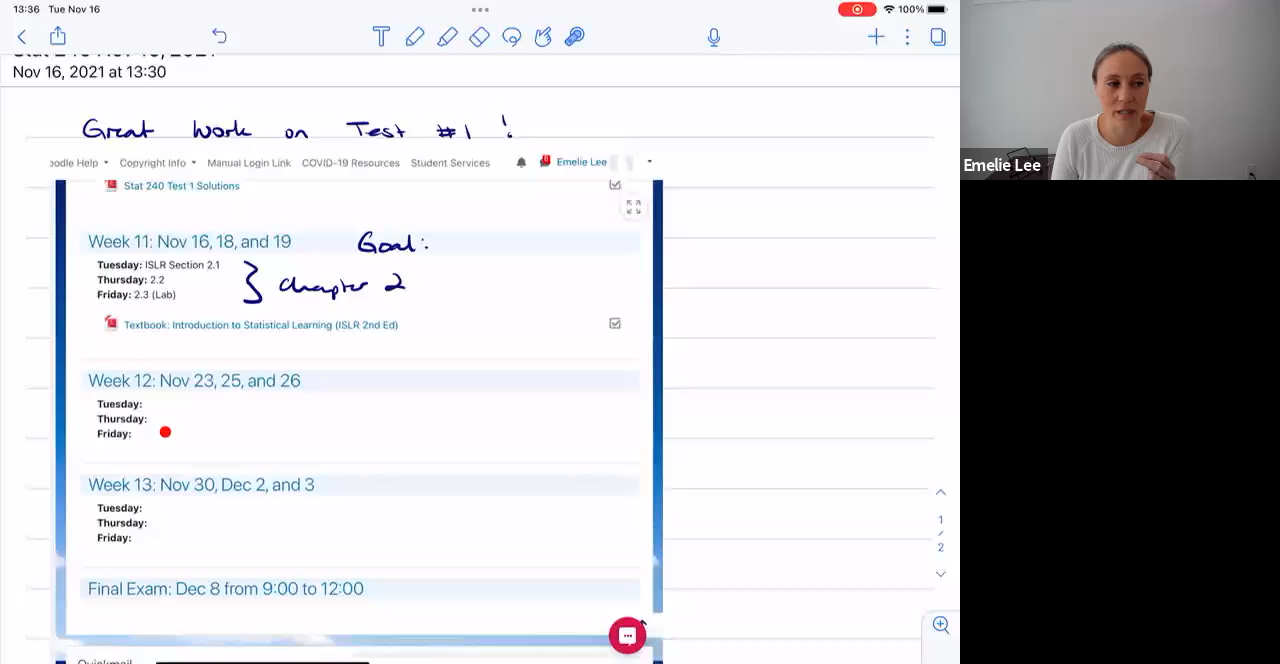 13:36 Tue Nov 16
100%
Nov 16, 2021 at 13:30
Great Work on Test #1 !
oodle Help Copyright Info Manual Login Link COVID-19 Resources Student Services Emelie Lee
Stat 240 Test 1 Solutions
Week 11: Nov 16, 18, and 19 Goal:
Tuesday: ISLR Section 2.1
Thursday: 2.2
Friday: 2.3 (Lab)
Chapter 2
Textbook: Introduction to Statistical Learning (ISLR 2nd Ed)
Week 12: Nov 23, 25, and 26
Tuesday:
Thursday:
Friday:
Week 13: Nov 30, Dec 2, and 3
Tuesday:
Thursday:
Friday:
Final Exam: Dec 8 from 9:00 to 12:00
1
/
2
Emelie Lee